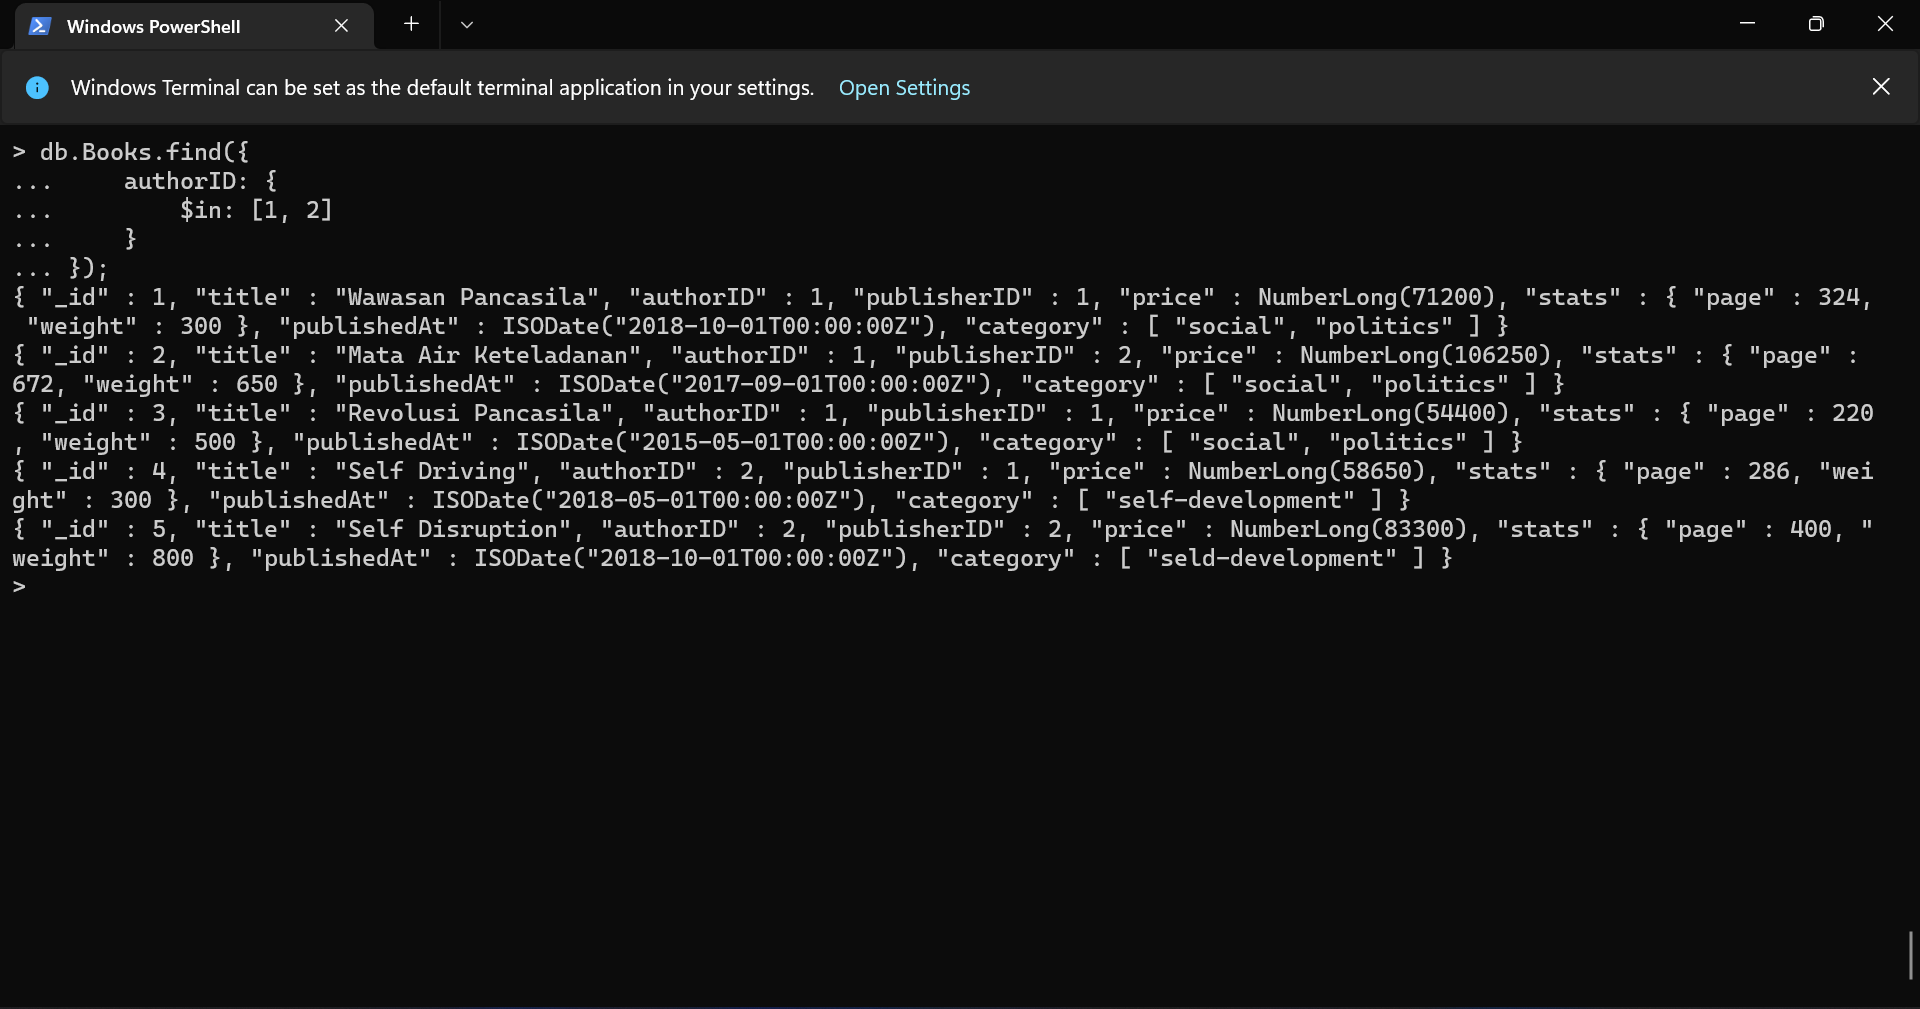 Windows PowerShell
Windows Terminal can be set as the default terminal application in your settings. Open Settings
> db.Books.find({
...     authorID: {
...         $in: [1, 2]
...     }
... });
{ "_id" : 1, "title" : "Wawasan Pancasila", "authorID" : 1, "publisherID" : 1, "price" : NumberLong(71200), "stats" : { "page" : 324,
 "weight" : 300 }, "publishedAt" : ISODate("2018-10-01T00:00:00Z"), "category" : [ "social", "politics" ] }
{ "_id" : 2, "title" : "Mata Air Keteladanan", "authorID" : 1, "publisherID" : 2, "price" : NumberLong(106250), "stats" : { "page" :
672, "weight" : 650 }, "publishedAt" : ISODate("2017-09-01T00:00:00Z"), "category" : [ "social", "politics" ] }
{ "_id" : 3, "title" : "Revolusi Pancasila", "authorID" : 1, "publisherID" : 1, "price" : NumberLong(54400), "stats" : { "page" : 220
, "weight" : 500 }, "publishedAt" : ISODate("2015-05-01T00:00:00Z"), "category" : [ "social", "politics" ] }
{ "_id" : 4, "title" : "Self Driving", "authorID" : 2, "publisherID" : 1, "price" : NumberLong(58650), "stats" : { "page" : 286, "wei
ght" : 300 }, "publishedAt" : ISODate("2018-05-01T00:00:00Z"), "category" : [ "self-development" ] }
{ "_id" : 5, "title" : "Self Disruption", "authorID" : 2, "publisherID" : 2, "price" : NumberLong(83300), "stats" : { "page" : 400, "
weight" : 800 }, "publishedAt" : ISODate("2018-10-01T00:00:00Z"), "category" : [ "seld-development" ] }
>